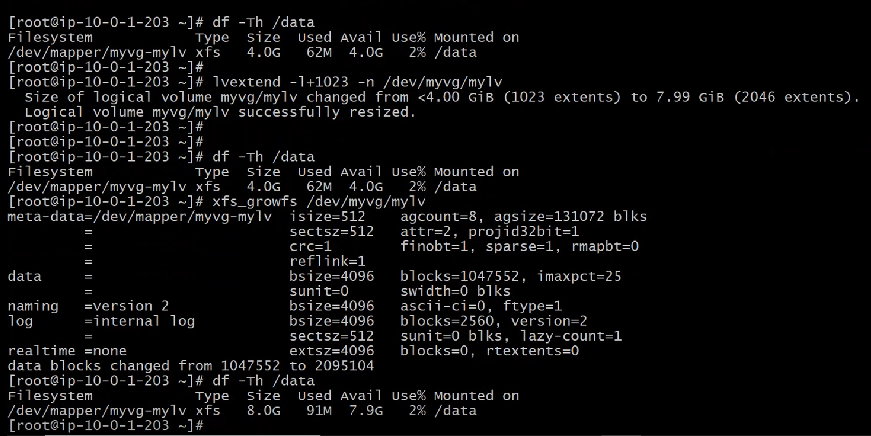 [root@ip-10-0-1-203 ~]# df -Th /data
Filesystem            Type  Size  Used Avail Use% Mounted on
/dev/mapper/myvg-mylv xfs   4.0G   62M  4.0G   2% /data
[root@ip-10-0-1-203 ~]#
[root@ip-10-0-1-203 ~]# lvextend -l+1023 -n /dev/myvg/mylv
  Size of logical volume myvg/mylv changed from <4.00 GiB (1023 extents) to 7.99 GiB (2046 extents).
  Logical volume myvg/mylv successfully resized.
[root@ip-10-0-1-203 ~]#
[root@ip-10-0-1-203 ~]#
[root@ip-10-0-1-203 ~]# df -Th /data
Filesystem            Type  Size  Used Avail Use% Mounted on
/dev/mapper/myvg-mylv xfs   4.0G   62M  4.0G   2% /data
[root@ip-10-0-1-203 ~]# xfs_growfs /dev/myvg/mylv
meta-data=/dev/mapper/myvg-mylv  isize=512    agcount=8, agsize=131072 blks
         =                       sectsz=512   attr=2, projid32bit=1
         =                       crc=1        finobt=1, sparse=1, rmapbt=0
         =                       reflink=1
data     =                       bsize=4096   blocks=1047552, imaxpct=25
         =                       sunit=0      swidth=0 blks
naming   =version 2              bsize=4096   ascii-ci=0, ftype=1
log      =internal log           bsize=4096   blocks=2560, version=2
         =                       sectsz=512   sunit=0 blks, lazy-count=1
realtime =none                   extsz=4096   blocks=0, rtextents=0
data blocks changed from 1047552 to 2095104
[root@ip-10-0-1-203 ~]# df -Th /data
Filesystem            Type  Size  Used Avail Use% Mounted on
/dev/mapper/myvg-mylv xfs   8.0G   91M  7.9G   2% /data
[root@ip-10-0-1-203 ~]#